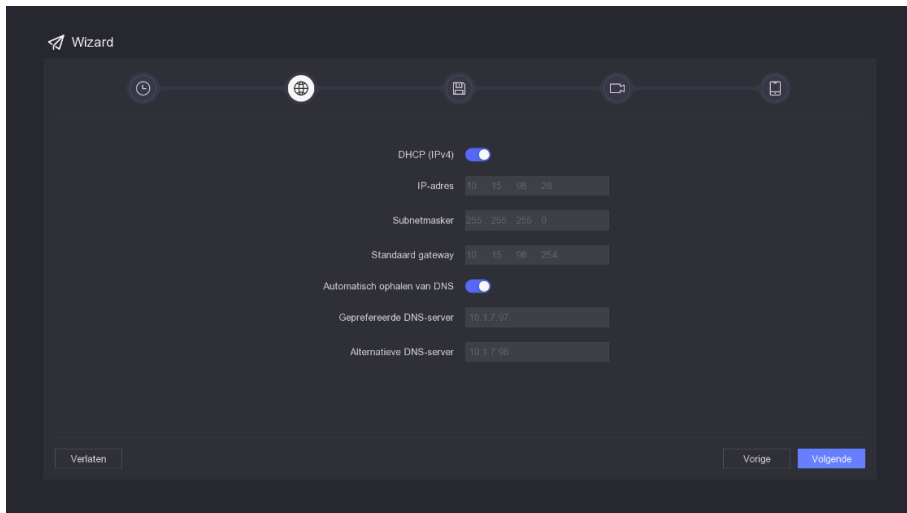 Wizard
DHCP (IPv4)
IP-adres 10 15 98 26
Subnetmasker 255 . 255 . 255 . 0
Standaard gateway 10 15 98 254
Automatisch ophalen van DNS
Geprefereerde DNS-server 10.1.7.97
Alternatieve DNS-server 10.1.7.98
Verlaten Vorige Volgende